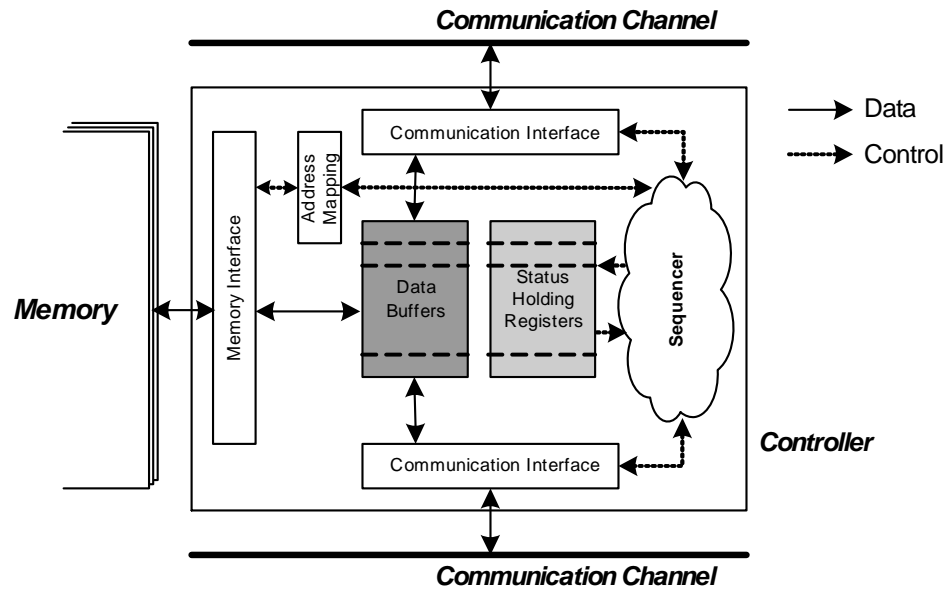 Communication Channel
Communication Interface
Data
Control
Address
Mapping
Memory Interface
Memory
Data
Buffers
Status
Holding
Registers
Sequencer
Controller
Communication Interface
Communication Channel